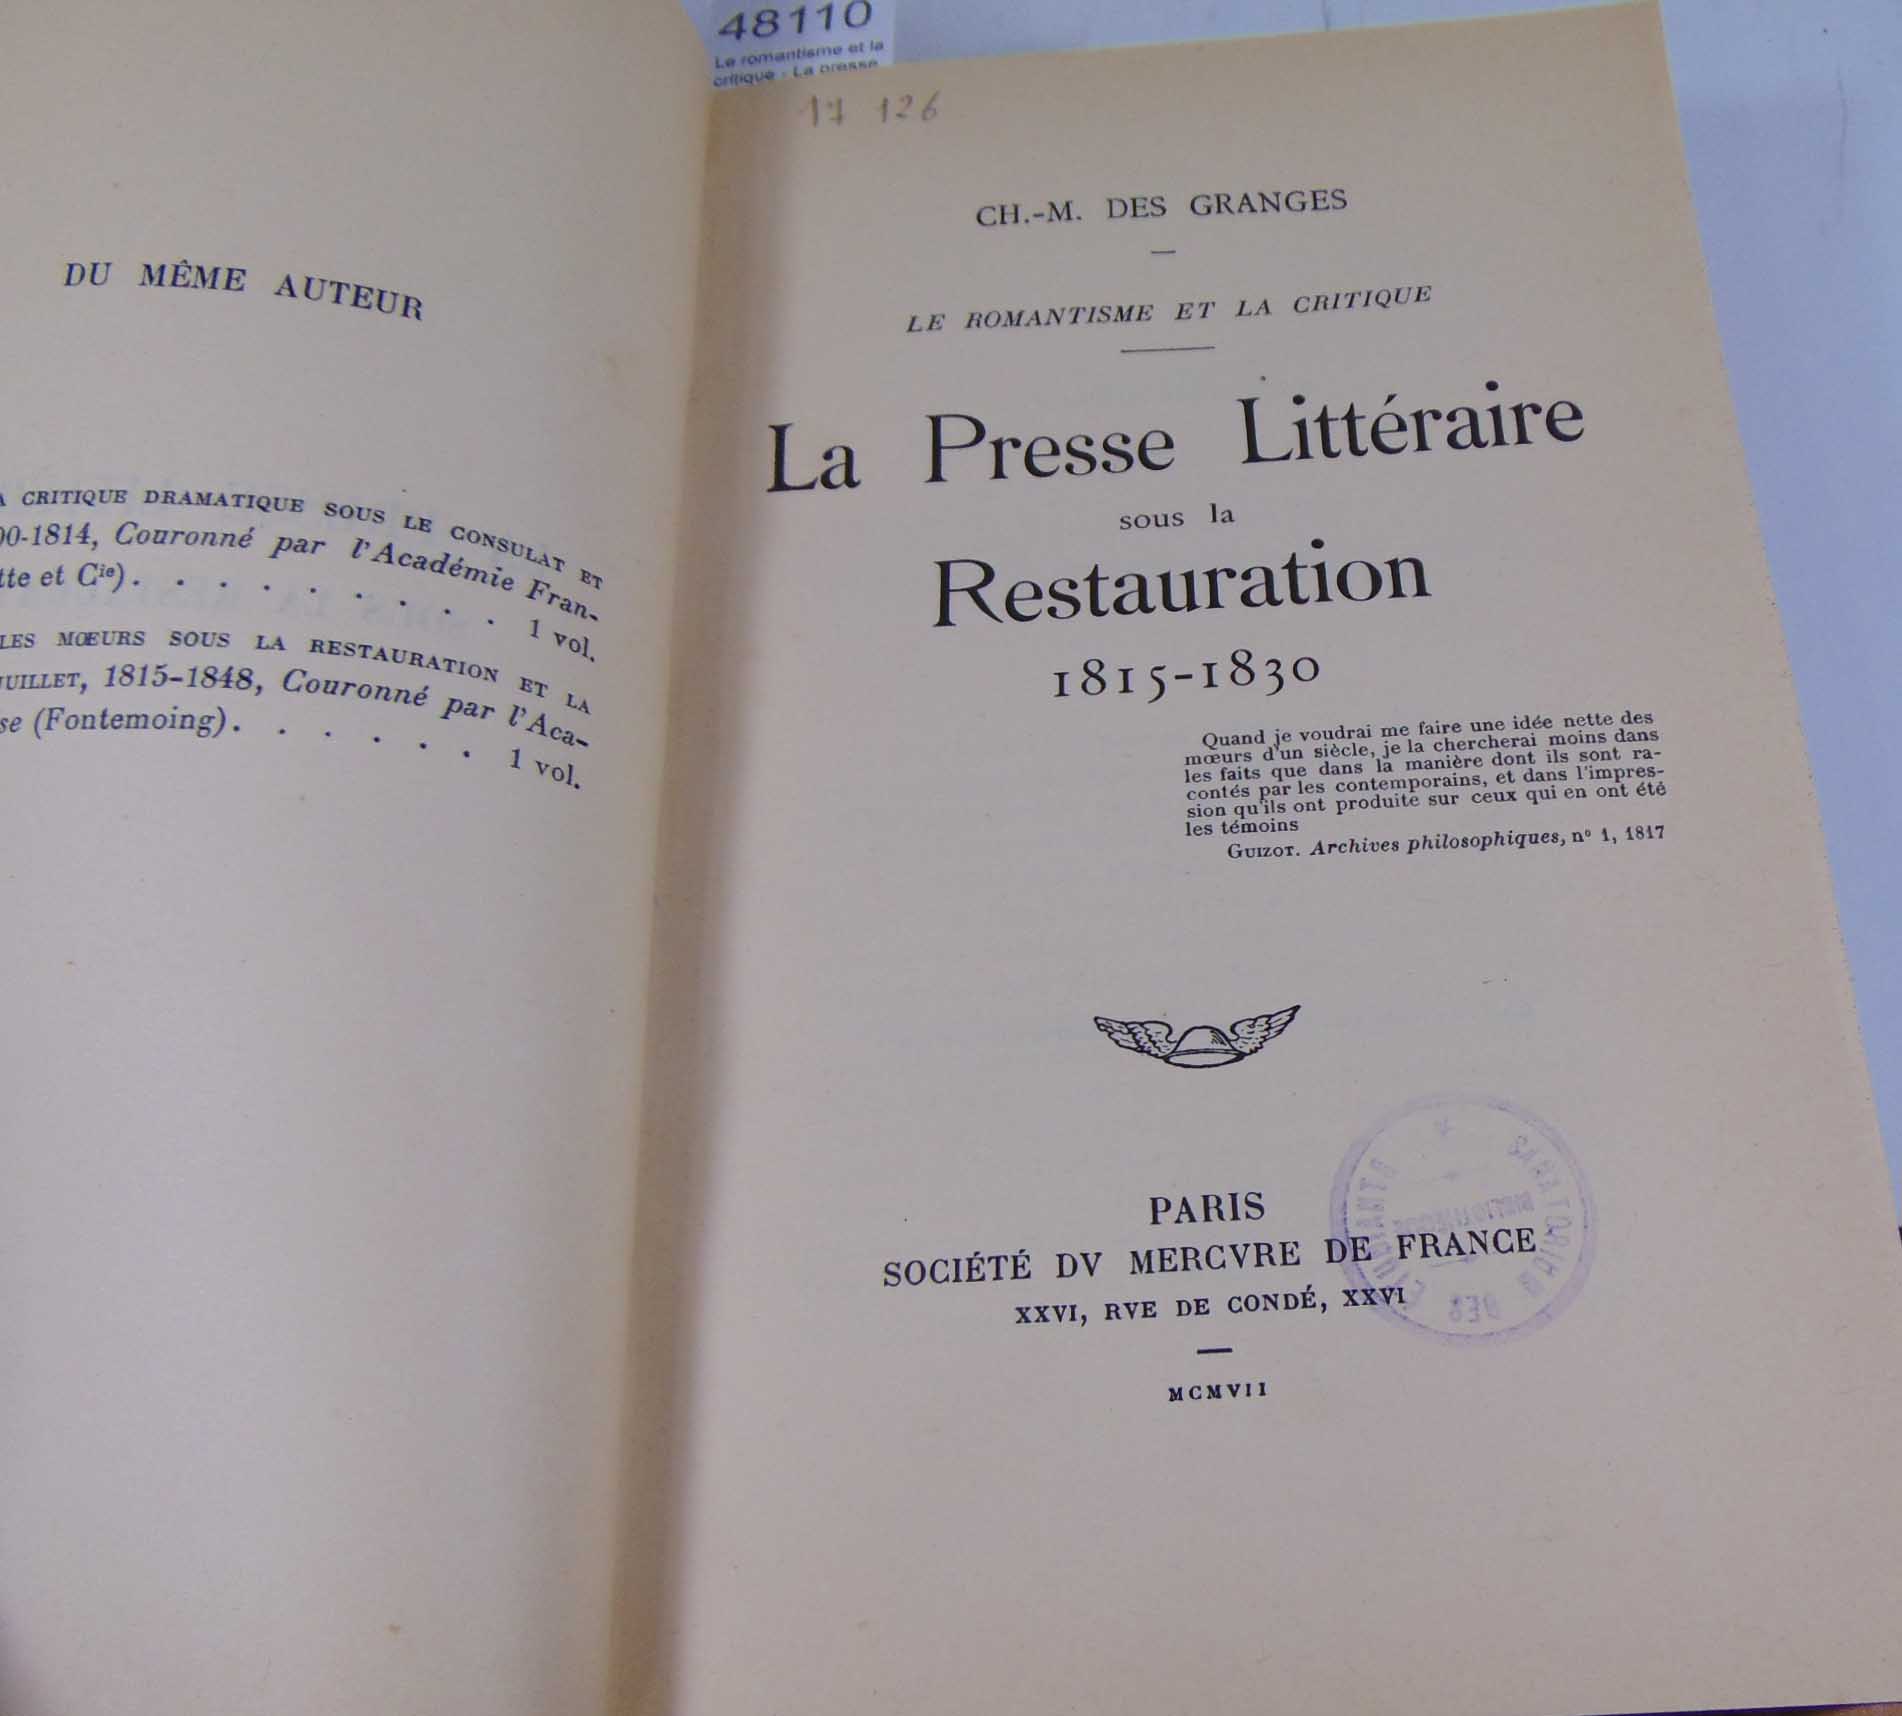 48110
Le romantisme et la
critique - La presse
17 126
DU MÊME AUTEUR
CRITIQUE DRAMATIQUE SOUS LE CONSULAT ET
00-1814, Couronné par l'Académie Fran-
tte et Cie). . . . . . . . . 1 vol.
LES MŒURS SOUS LA RESTAURATION ET LA
UILLET, 1815-1848, Couronné par l'Aca-
se (Fontemoing). . . . . . 1 vol.
CH.-M. DES GRANGES
LE ROMANTISME ET LA CRITIQUE
La Presse Littéraire
sous la
Restauration
1815-1830
Quand je voudrai me faire une idée nette des
mœurs d'un siècle, je la chercherai moins dans
les faits que dans la manière dont ils sont ra-
contés par les contemporains, et dans l'impres-
sion qu'ils ont produite sur ceux qui en ont été
les témoins
GUIZOT. Archives philosophiques, n° 1, 1817
PARIS
SOCIÉTÉ DV MERCVRE DE FRANCE
XXVI, RVE DE CONDÉ, XXVI
MCMVII
SANATORIUM
DES
ETUDIANTS
BIBLIOTHEQUE